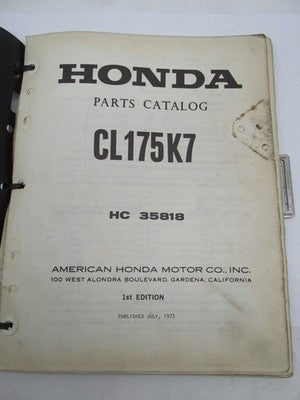 HONDA
PARTS CATALOG
CL175K7
HC 35818
AMERICAN HONDA MOTOR CO., INC.
100 WEST ALONDRA BOULEVARD, GARDENA, CALIFORNIA
1st EDITION
PUBLISHED JULY, 1975